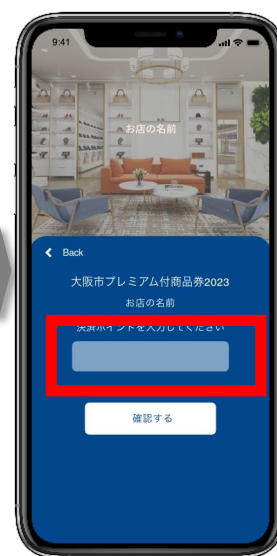 9:41
お店の名前
Back
大阪市プレミアム付商品券2023
お店の名前
決済ポイントを入力してください
確認する